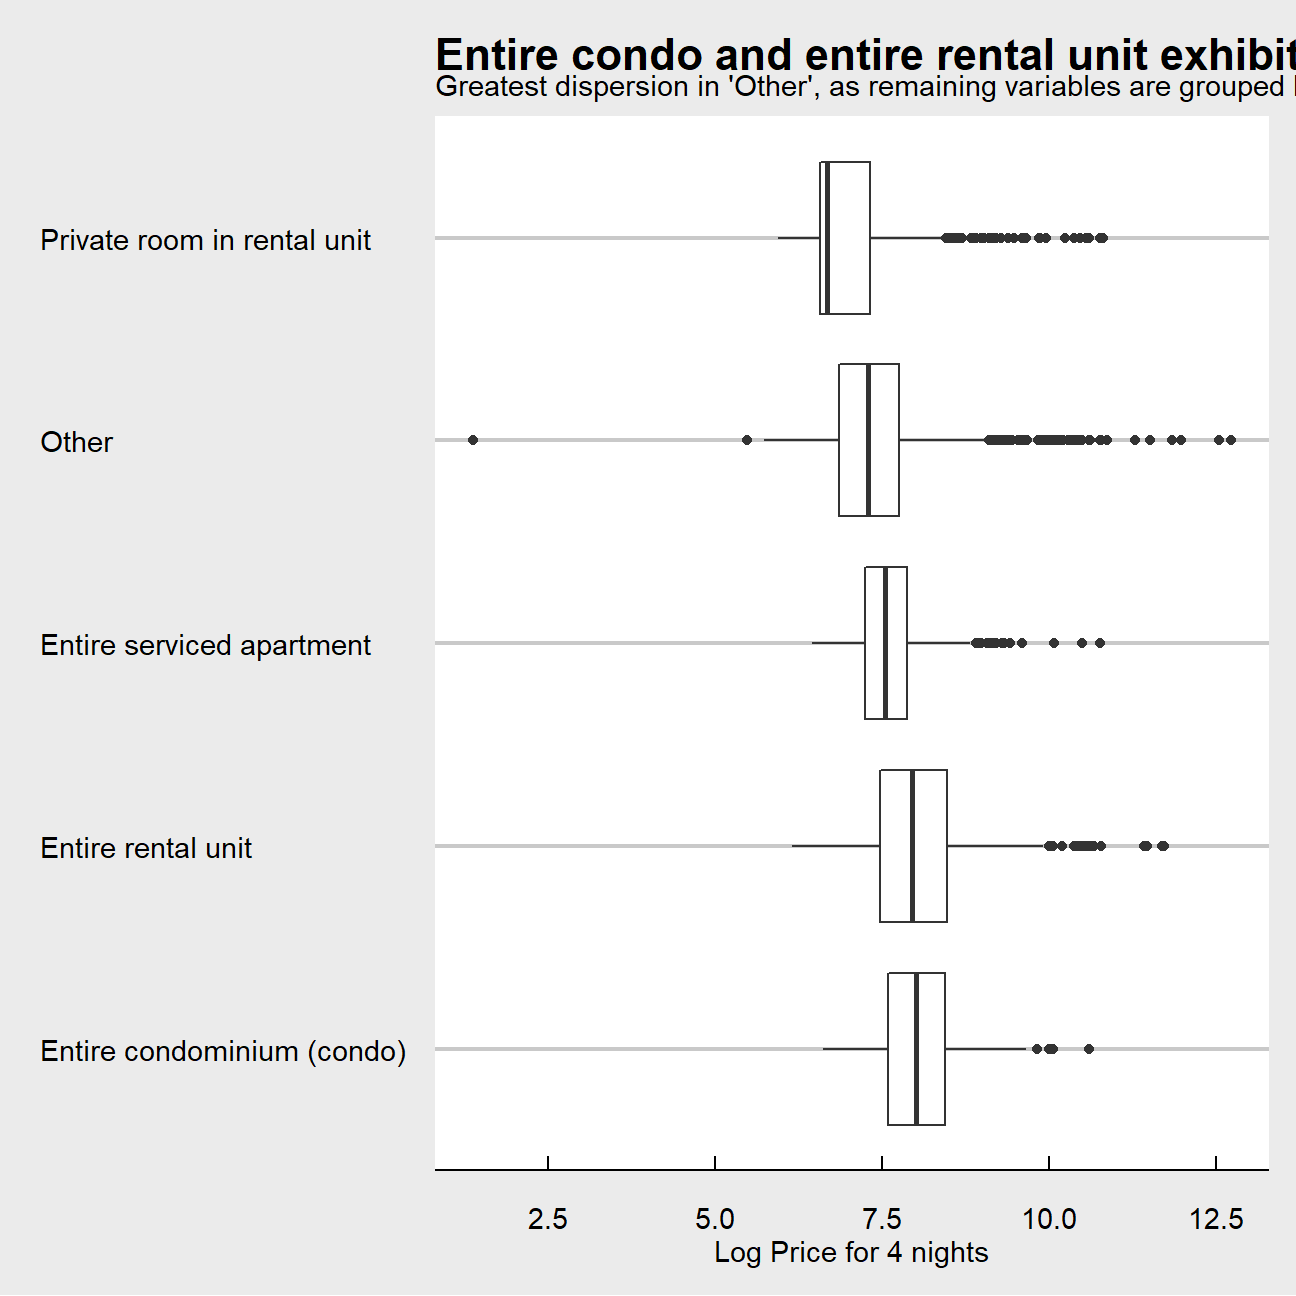 Entire condo and entire rental unit exhibit
Greatest dispersion in 'Other', as remaining variables are grouped
Private room in rental unit
Other
Entire serviced apartment
Entire rental unit
Entire condominium (condo)
2.5 5.0 7.5 10.0 12.5
Log Price for 4 nights